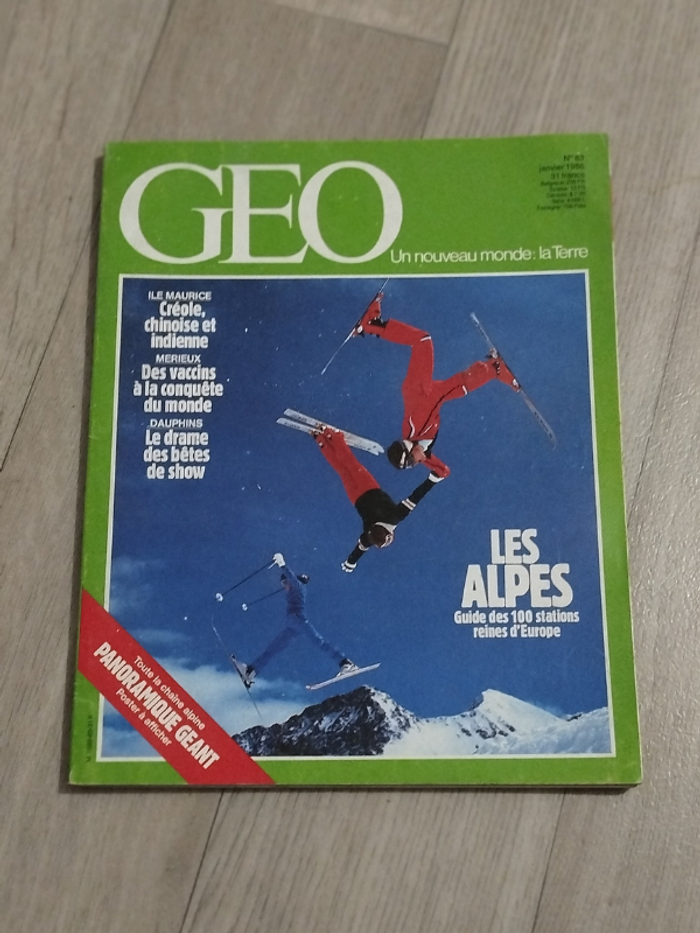 GEO
Un nouveau monde: la Terre
N° 83
janvier 1986
31 francs
ILE MAURICE
Créole,
chinoise et
indienne
MERIEUX
Des vaccins
à la conquête
du monde
DAUPHINS
Le drame
des bêtes
de show
LES
ALPES
Guide des 100 stations
reines d'Europe
Toute la chaîne alpine
PANORAMIQUE GEANT
Poster à afficher